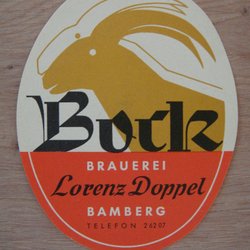 Bock
BRAUEREI
Lorenz Doppel
BAMBERG
TELEFON 26207